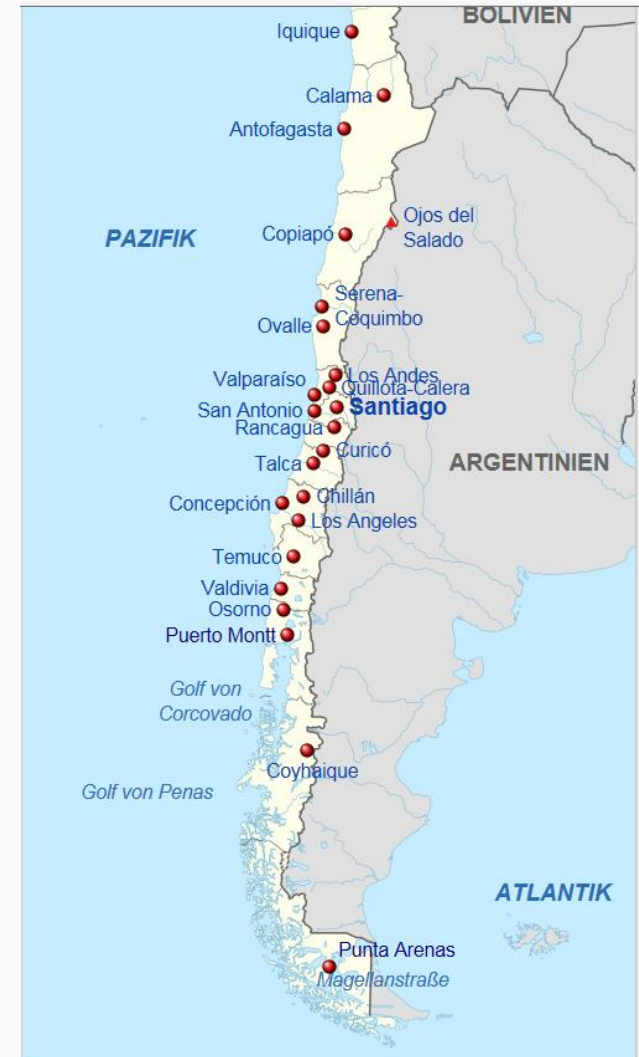 BOLIVIEN
Iquique
Calama
Antofagasta
Ojos del
Salado
PAZIFIK
Copiapó
Serena-
Coquimbo
Ovalle
Los Andes
Valparaíso
Quillota-Calera
San Antonio
Santiago
Rancagua
Curicó
Talca
ARGENTINIEN
Chillán
Concepción
Los Angeles
Temuco
Valdivia
Osorno
Puerto Montt
Golf von
Corcovado
Coyhaique
Golf von Penas
ATLANTIK
Punta Arenas
Magellanstraße